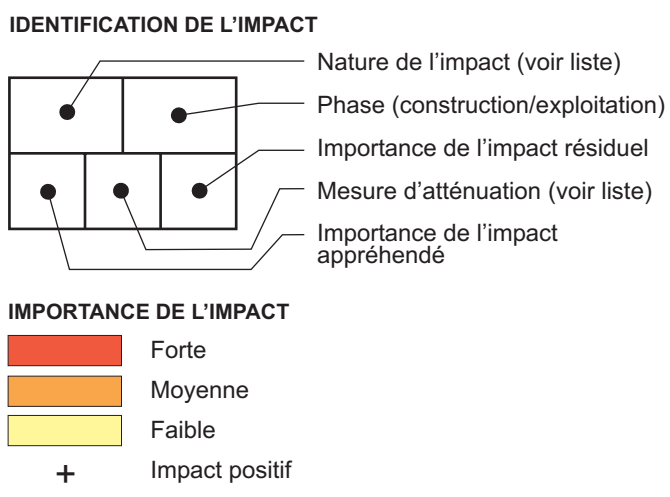 IDENTIFICATION DE L'IMPACT
Nature de l'impact (voir liste)
Phase (construction/exploitation)
Importance de l'impact résiduel
Mesure d'atténuation (voir liste)
Importance de l'impact
appréhendé
IMPORTANCE DE L'IMPACT
Forte
Moyenne
Faible
+ Impact positif